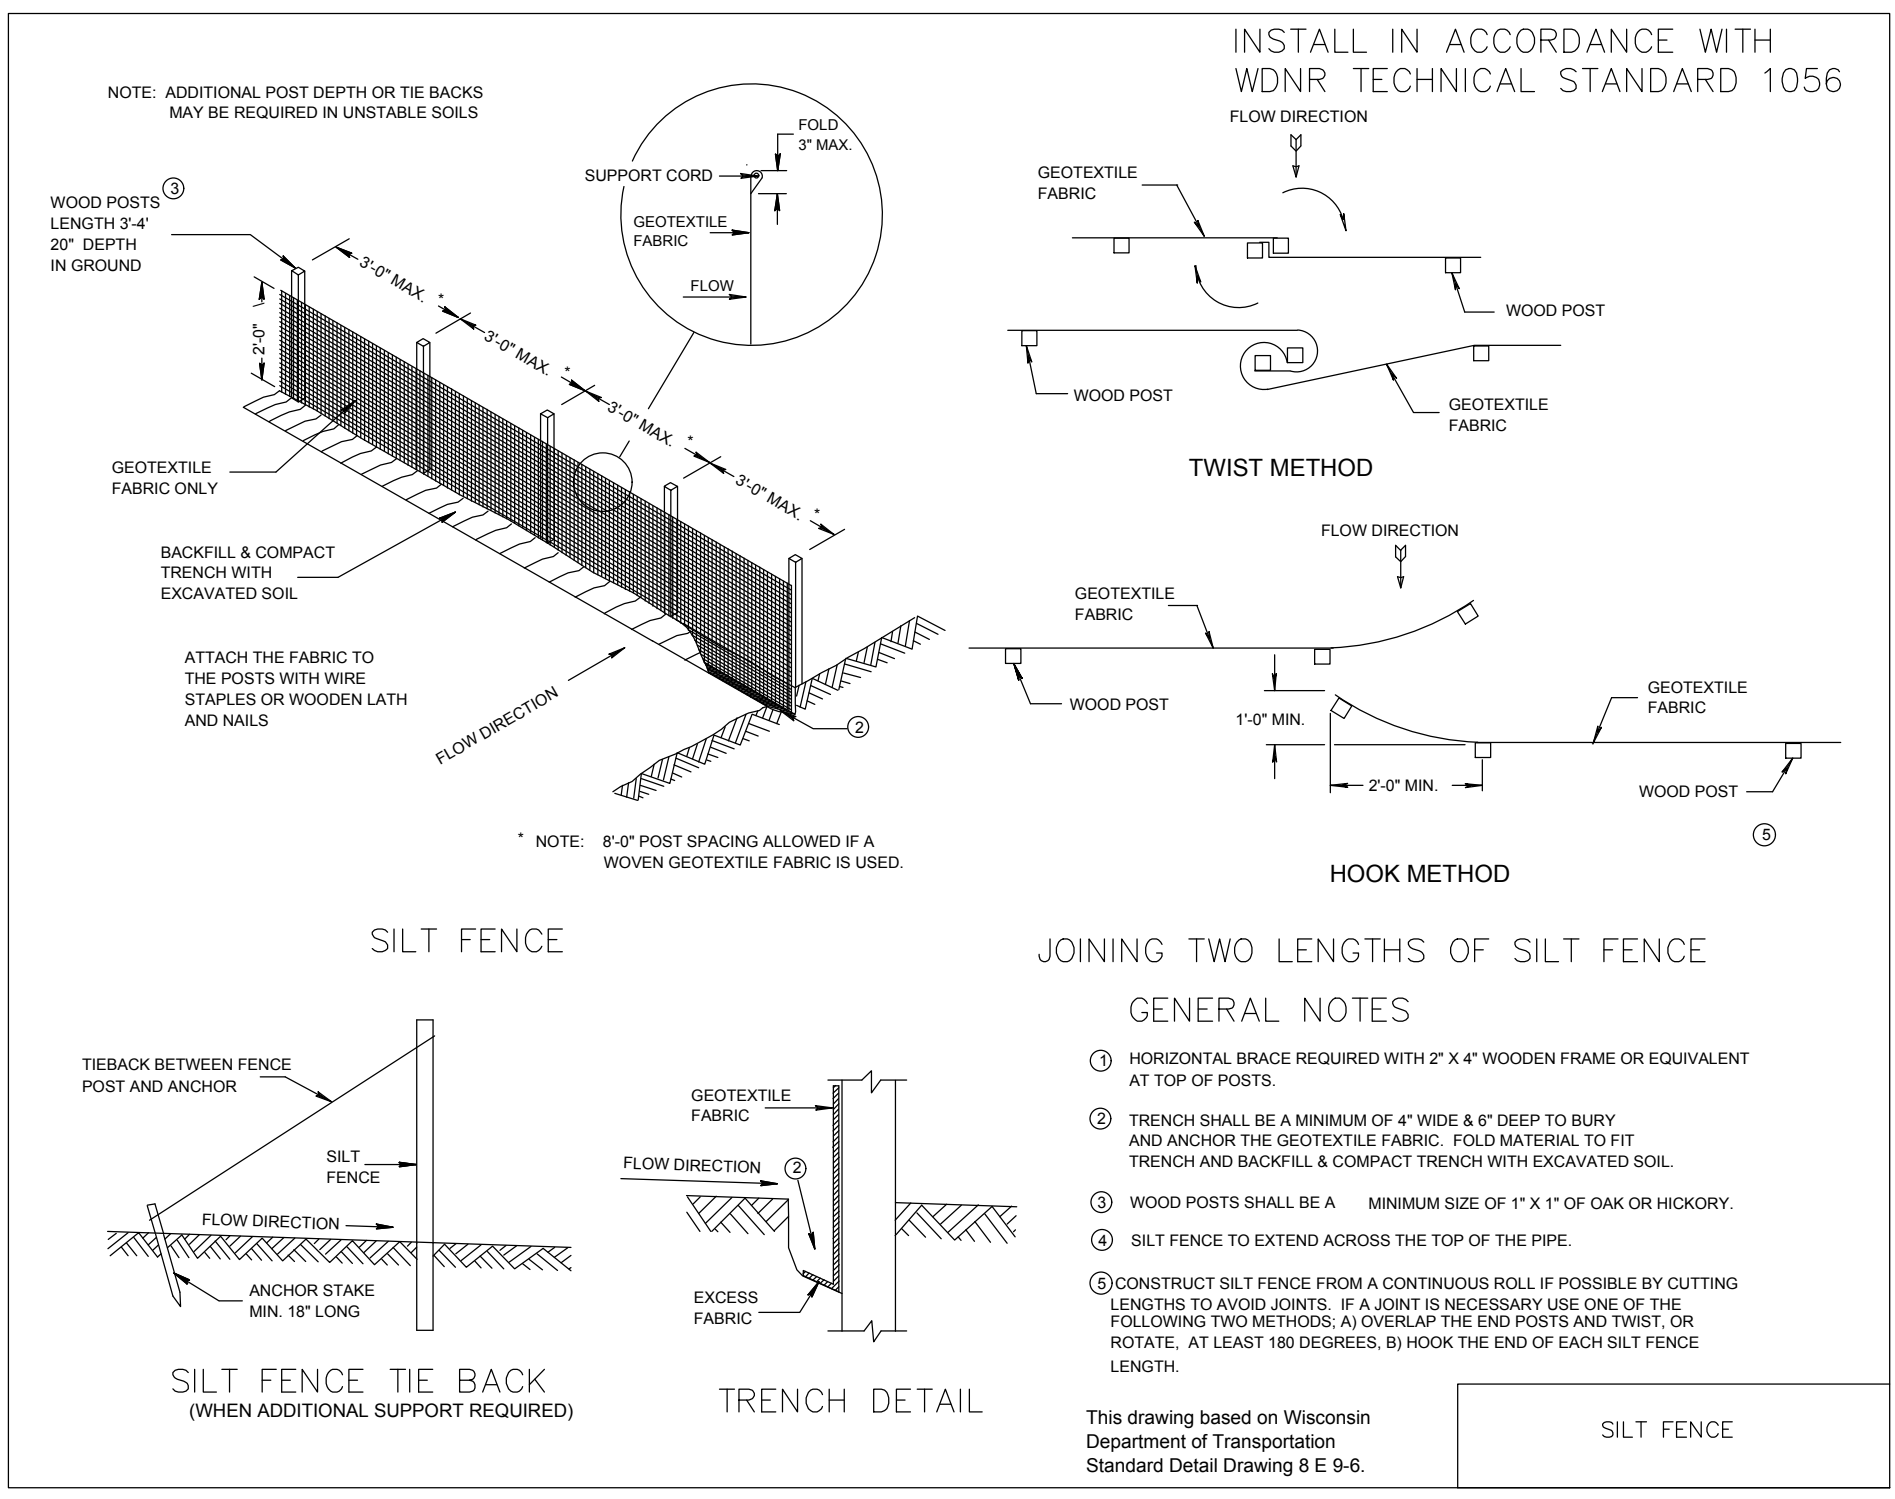 INSTALL IN ACCORDANCE WITH
WDNR TECHNICAL STANDARD 1056
NOTE: ADDITIONAL POST DEPTH OR TIE BACKS
MAY BE REQUIRED IN UNSTABLE SOILS
WOOD POSTS
LENGTH 3'-4'
20" DEPTH
IN GROUND
3
FOLD
3" MAX.
SUPPORT CORD
GEOTEXTILE
FABRIC
FLOW
3'-0" MAX. *
3'-0" MAX. *
3'-0" MAX. *
3'-0" MAX. *
2'-0"
GEOTEXTILE
FABRIC ONLY
BACKFILL & COMPACT
TRENCH WITH
EXCAVATED SOIL
ATTACH THE FABRIC TO
THE POSTS WITH WIRE
STAPLES OR WOODEN LATH
AND NAILS
FLOW DIRECTION
2
* NOTE: 8'-0" POST SPACING ALLOWED IF A
WOVEN GEOTEXTILE FABRIC IS USED.
SILT FENCE
FLOW DIRECTION
GEOTEXTILE
FABRIC
WOOD POST
WOOD POST
GEOTEXTILE
FABRIC
TWIST METHOD
FLOW DIRECTION
GEOTEXTILE
FABRIC
WOOD POST
1'-0" MIN.
2'-0" MIN.
GEOTEXTILE
FABRIC
WOOD POST
5
HOOK METHOD
JOINING TWO LENGTHS OF SILT FENCE
TIEBACK BETWEEN FENCE
POST AND ANCHOR
SILT
FENCE
FLOW DIRECTION
ANCHOR STAKE
MIN. 18" LONG
SILT FENCE TIE BACK
(WHEN ADDITIONAL SUPPORT REQUIRED)
GEOTEXTILE
FABRIC
FLOW DIRECTION
2
EXCESS
FABRIC
TRENCH DETAIL
GENERAL NOTES
1 HORIZONTAL BRACE REQUIRED WITH 2" X 4" WOODEN FRAME OR EQUIVALENT
AT TOP OF POSTS.
2 TRENCH SHALL BE A MINIMUM OF 4" WIDE & 6" DEEP TO BURY
AND ANCHOR THE GEOTEXTILE FABRIC. FOLD MATERIAL TO FIT
TRENCH AND BACKFILL & COMPACT TRENCH WITH EXCAVATED SOIL.
3 WOOD POSTS SHALL BE A MINIMUM SIZE OF 1" X 1" OF OAK OR HICKORY.
4 SILT FENCE TO EXTEND ACROSS THE TOP OF THE PIPE.
5 CONSTRUCT SILT FENCE FROM A CONTINUOUS ROLL IF POSSIBLE BY CUTTING
LENGTHS TO AVOID JOINTS. IF A JOINT IS NECESSARY USE ONE OF THE
FOLLOWING TWO METHODS; A) OVERLAP THE END POSTS AND TWIST, OR
ROTATE, AT LEAST 180 DEGREES, B) HOOK THE END OF EACH SILT FENCE
LENGTH.
This drawing based on Wisconsin
Department of Transportation
Standard Detail Drawing 8 E 9-6.
SILT FENCE